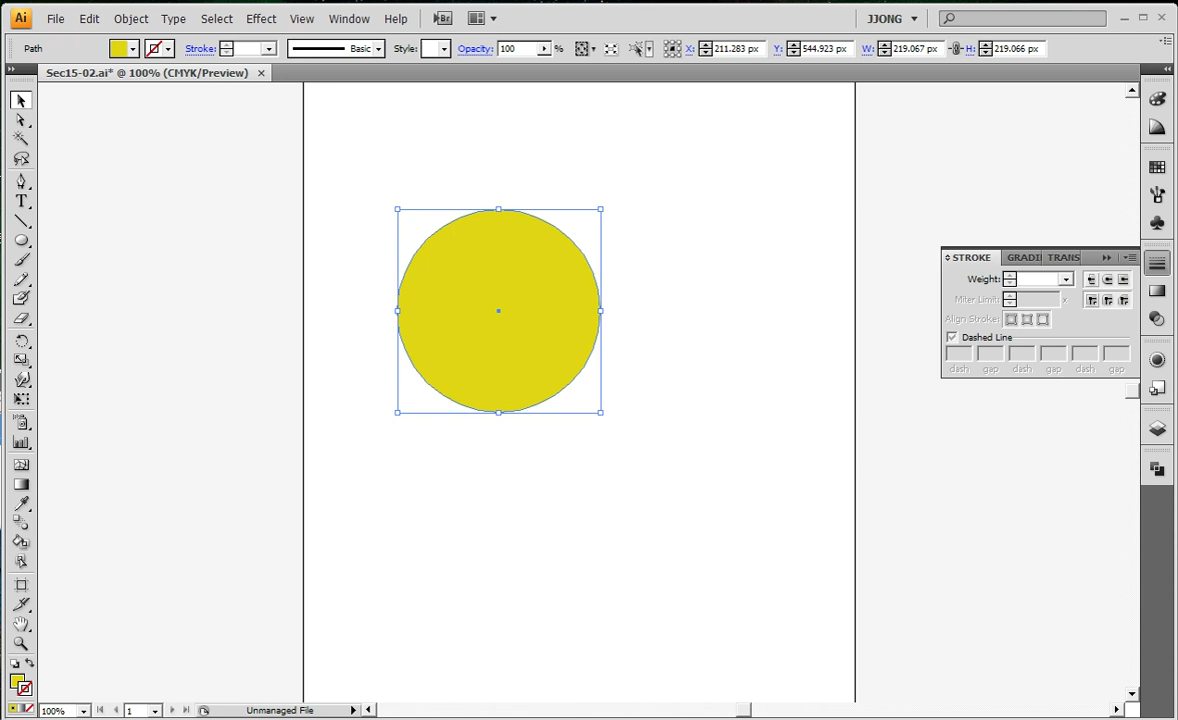 Ai File Edit Object Type Select Effect View Window Help Br JJONG
Path Stroke: Basic Style: Opacity: 100 % X: 211.283 px Y: 544.923 px W: 219.067 px H: 219.066 px
Sec15-02.ai* @ 100% (CMYK/Preview)
STROKE GRADI TRANS
Weight:
Miter Limit: x
Align Stroke:
Dashed Line
dash gap dash gap dash gap
T
100% 1 Unmanaged File